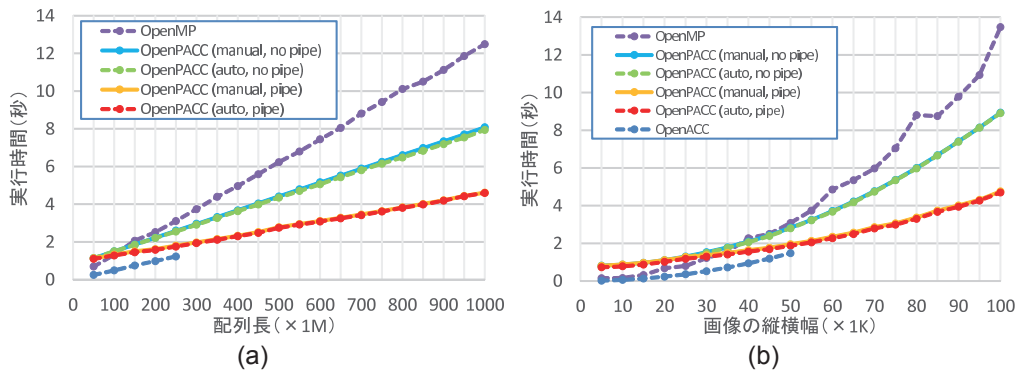 14
12
10
8
6
4
2
0
実行時間(秒)
OpenMP
OpenPACC (manual, no pipe)
OpenPACC (auto, no pipe)
OpenPACC (manual, pipe)
OpenPACC (auto, pipe)
0 100 200 300 400 500 600 700 800 900 1000
配列長(×1M)
(a)
14
12
10
8
6
4
2
0
実行時間(秒)
OpenMP
OpenPACC (manual, no pipe)
OpenPACC (auto, no pipe)
OpenPACC (manual, pipe)
OpenPACC (auto, pipe)
OpenACC
0 10 20 30 40 50 60 70 80 90 100
画像の縦横幅(×1K)
(b)